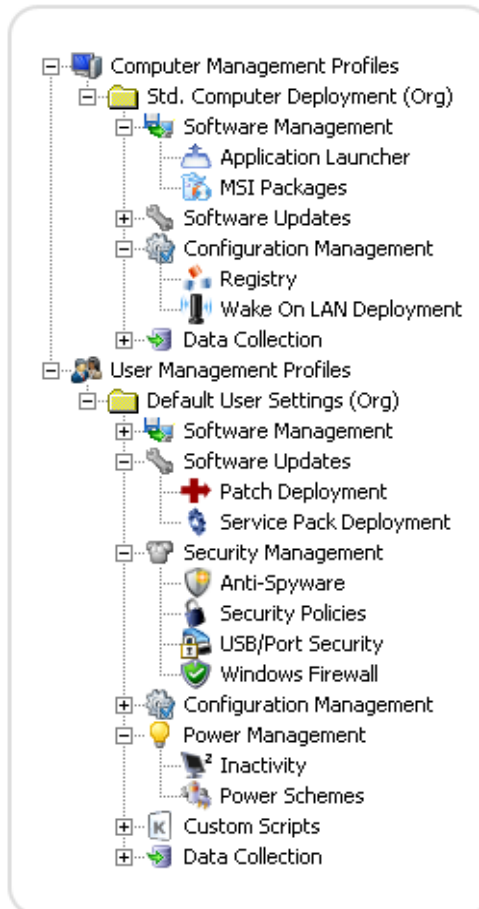 Computer Management Profiles
Std. Computer Deployment (Org)
Software Management
Application Launcher
MSI Packages
Software Updates
Configuration Management
Registry
Wake On LAN Deployment
Data Collection
User Management Profiles
Default User Settings (Org)
Software Management
Software Updates
Patch Deployment
Service Pack Deployment
Security Management
Anti-Spyware
Security Policies
USB/Port Security
Windows Firewall
Configuration Management
Power Management
Inactivity
Power Schemes
Custom Scripts
Data Collection